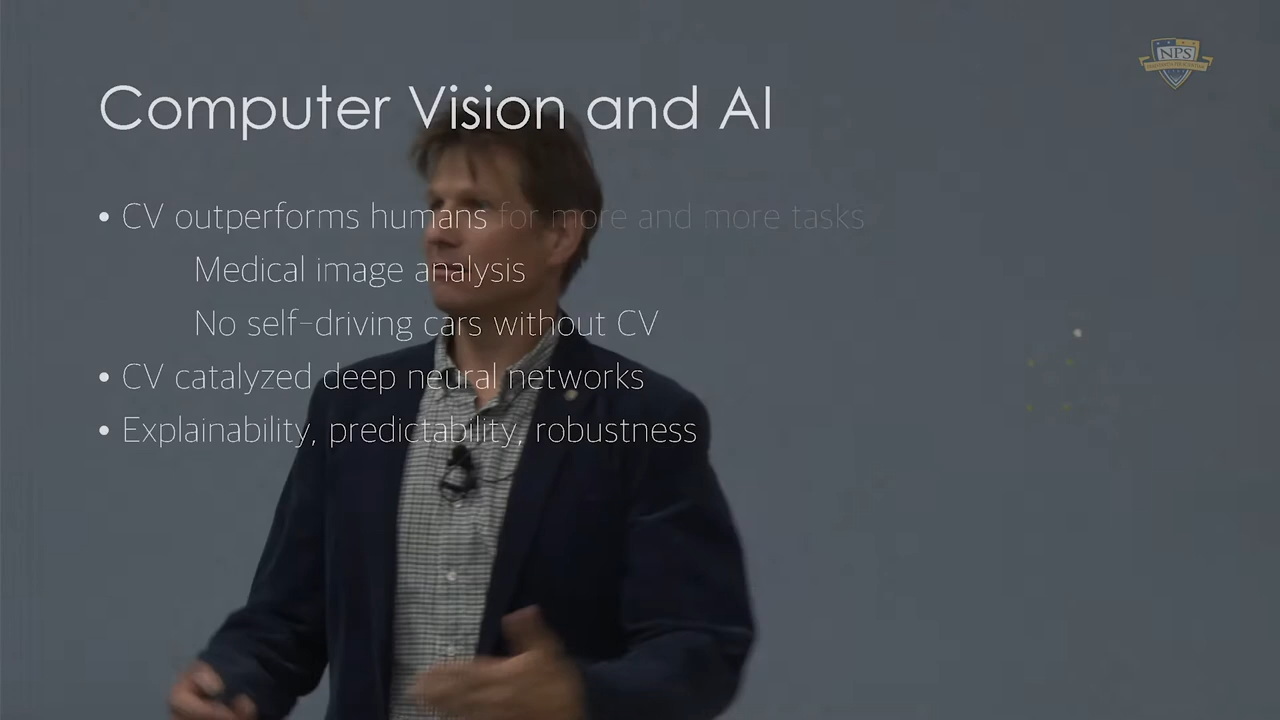 NPS
Computer Vision and AI
• CV outperforms humans for more and more tasks
Medical image analysis
No self-driving cars without CV
• CV catalyzed deep neural networks
• Explainability, predictability, robustness